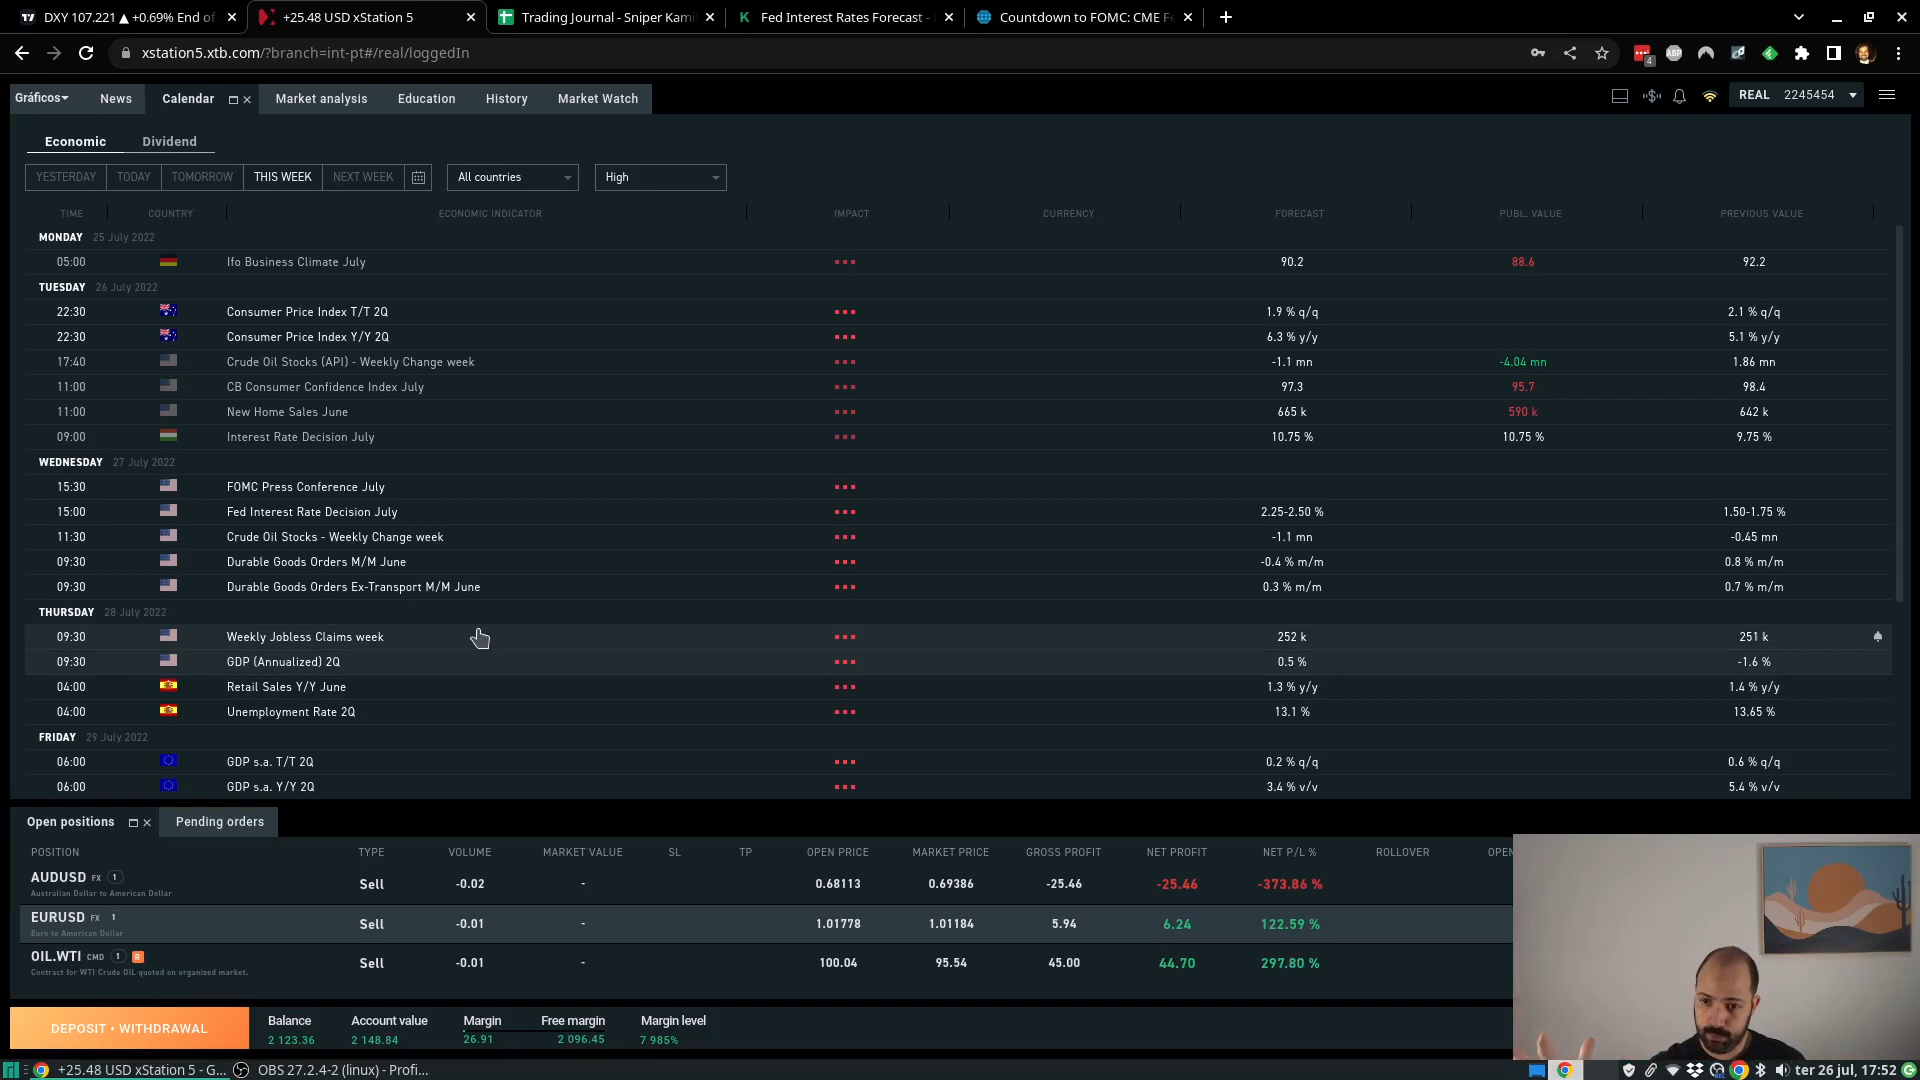 DXY 107.221 ▲ +0.69% End of
+25.48 USD xStation 5
Trading Journal - Sniper Kami
Fed Interest Rates Forecast -
Countdown to FOMC: CME Fe
xstation5.xtb.com/?branch=int-pt#/real/loggedIn
4
ABP
Gráficos
News
Calendar
Market analysis
Education
History
Market Watch
REAL 2245454
Economic
Dividend
YESTERDAY
TODAY
TOMORROW
THIS WEEK
NEXT WEEK
All countries
High
TIME COUNTRY ECONOMIC INDICATOR IMPACT CURRENCY FORECAST PUBL. VALUE PREVIOUS VALUE
MONDAY 25 July 2022
05:00 Ifo Business Climate July 90.2 88.6 92.2
TUESDAY 26 July 2022
22:30 Consumer Price Index T/T 2Q 1.9 % q/q 2.1 % q/q
22:30 Consumer Price Index Y/Y 2Q 6.3 % y/y 5.1 % y/y
17:40 Crude Oil Stocks (API) - Weekly Change week -1.1 mn -4.04 mn 1.86 mn
11:00 CB Consumer Confidence Index July 97.3 95.7 98.4
11:00 New Home Sales June 665 k 590 k 642 k
09:00 Interest Rate Decision July 10.75 % 10.75 % 9.75 %
WEDNESDAY 27 July 2022
15:30 FOMC Press Conference July
15:00 Fed Interest Rate Decision July 2.25-2.50 % 1.50-1.75 %
11:30 Crude Oil Stocks - Weekly Change week -1.1 mn -0.45 mn
09:30 Durable Goods Orders M/M June -0.4 % m/m 0.8 % m/m
09:30 Durable Goods Orders Ex-Transport M/M June 0.3 % m/m 0.7 % m/m
THURSDAY 28 July 2022
09:30 Weekly Jobless Claims week 252 k 251 k
09:30 GDP (Annualized) 2Q 0.5 % -1.6 %
04:00 Retail Sales Y/Y June 1.3 % y/y 1.4 % y/y
04:00 Unemployment Rate 2Q 13.1 % 13.65 %
FRIDAY 29 July 2022
06:00 GDP s.a. T/T 2Q 0.2 % q/q 0.6 % q/q
06:00 GDP s.a. Y/Y 2Q 3.4 % y/y 5.4 % y/y
Open positions
Pending orders
POSITION TYPE VOLUME MARKET VALUE SL TP OPEN PRICE MARKET PRICE GROSS PROFIT NET PROFIT NET P/L % ROLLOVER OPEN
AUDUSD FX 1 Sell -0.02 - 0.68113 0.69386 -25.46 -25.46 -373.86 %
Australian Dollar to American Dollar
EURUSD FX 1 Sell -0.01 - 1.01778 1.01184 5.94 6.24 122.59 %
Euro to American Dollar
OIL.WTI CMD 1 R Sell -0.01 - 100.04 95.54 45.00 44.70 297.80 %
Contract for WTI Crude OIL quoted on organized market.
DEPOSIT • WITHDRAWAL
Balance Account value Margin Free margin Margin level
2 123.36 2 148.84 26.91 2 096.45 7 985%
+25.48 USD xStation 5 - G...
OBS 27.2.4-2 (linux) - Profi...
ter 26 jul, 17:52